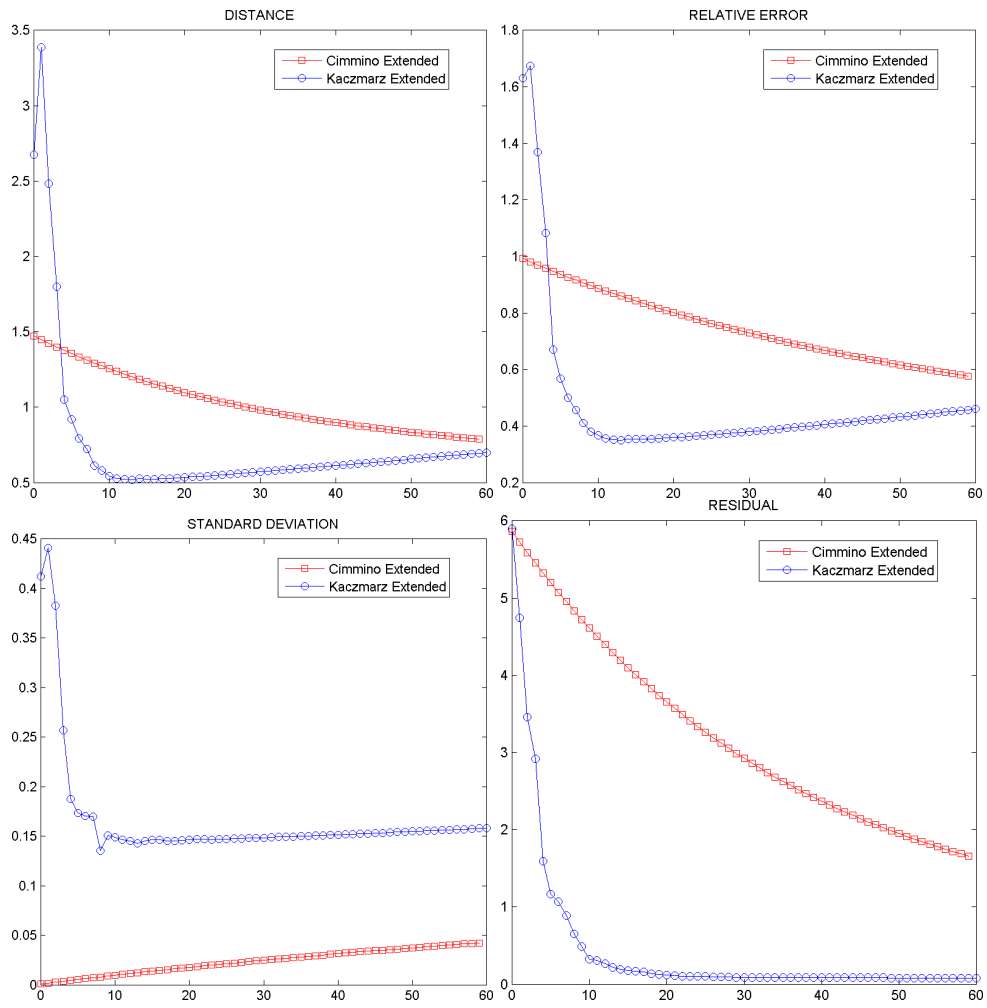 DISTANCE
3.5
3
2.5
2
1.5
1
0.5
0 10 20 30 40 50 60
Cimmino Extended
Kaczmarz Extended
RELATIVE ERROR
1.8
1.6
1.4
1.2
1
0.8
0.6
0.4
0.2
0 10 20 30 40 50 60
Cimmino Extended
Kaczmarz Extended
STANDARD DEVIATION
0.45
0.4
0.35
0.3
0.25
0.2
0.15
0.1
0.05
0
0 10 20 30 40 50 60
Cimmino Extended
Kaczmarz Extended
RESIDUAL
6
5
4
3
2
1
0
0 10 20 30 40 50 60
Cimmino Extended
Kaczmarz Extended